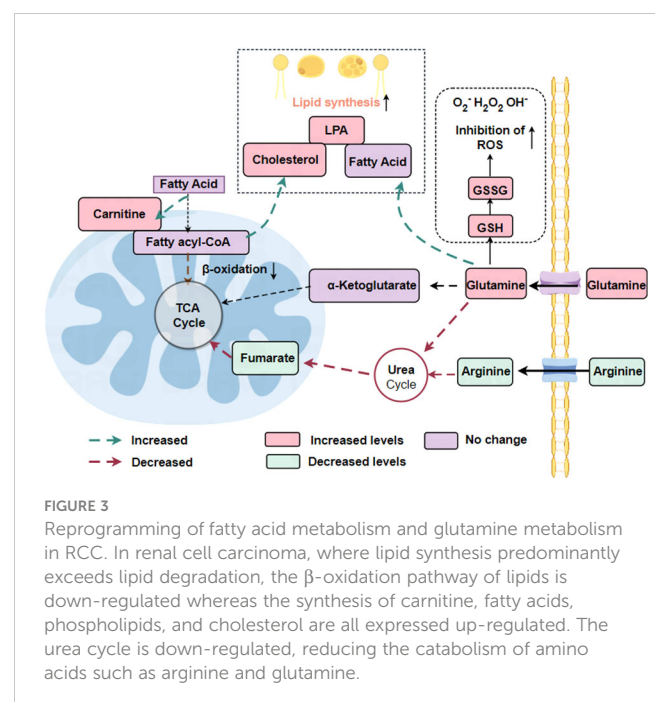 Lipid synthesis ↑
LPA
Cholesterol
Fatty Acid
O₂⁻ H₂O₂ OH⁻
Inhibition of ↑
ROS
GSSG
GSH
Fatty Acid
Carnitine
Fatty acyl-CoA
β-oxidation ↓
α-Ketoglutarate
Glutamine
Glutamine
TCA
Cycle
Fumarate
Urea
Cycle
Arginine
Arginine
Increased
Increased levels
No change
Decreased
Decreased levels
FIGURE 3
Reprogramming of fatty acid metabolism and glutamine metabolism
in RCC. In renal cell carcinoma, where lipid synthesis predominantly
exceeds lipid degradation, the β-oxidation pathway of lipids is
down-regulated whereas the synthesis of carnitine, fatty acids,
phospholipids, and cholesterol are all expressed up-regulated. The
urea cycle is down-regulated, reducing the catabolism of amino
acids such as arginine and glutamine.